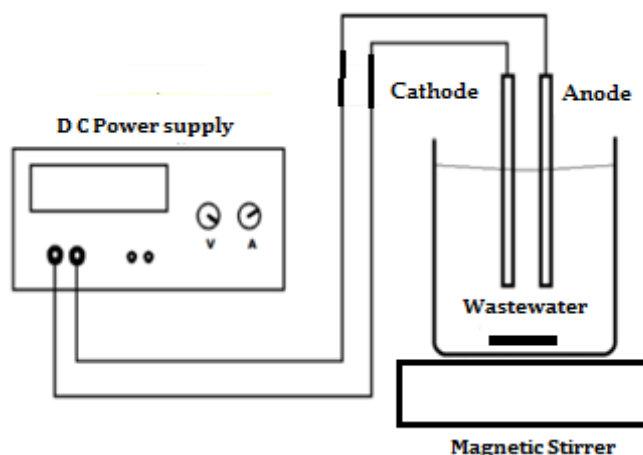 Cathode
Anode
D C Power supply
V
A
Wastewater
Magnetic Stirrer